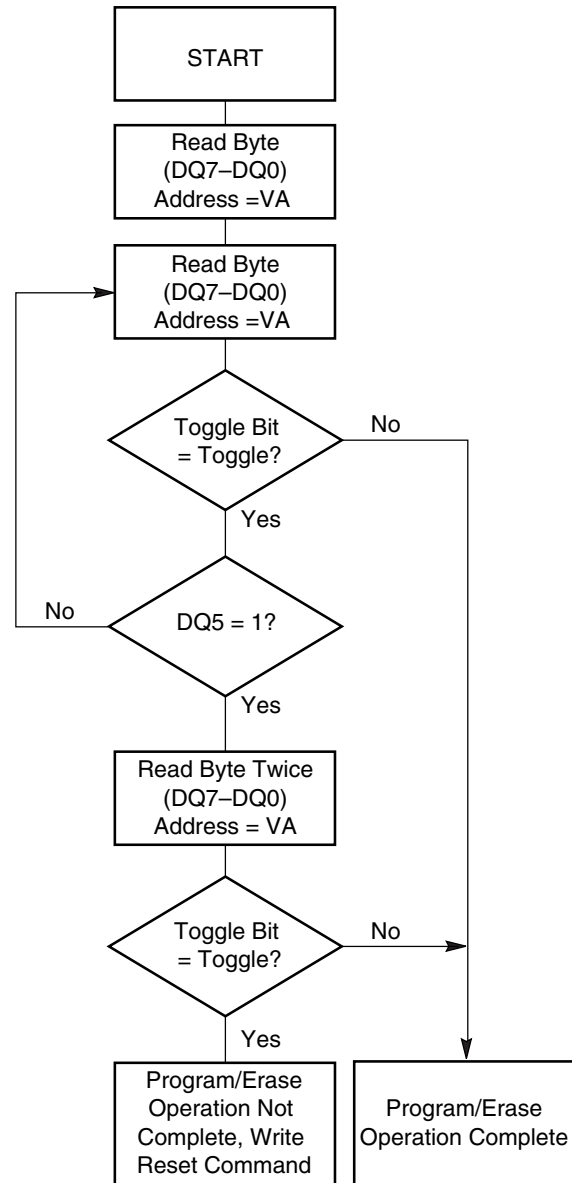 START
Read Byte
(DQ7–DQ0)
Address =VA
Read Byte
(DQ7–DQ0)
Address =VA
Toggle Bit
= Toggle?
No
Yes
No
DQ5 = 1?
Yes
Read Byte Twice
(DQ7–DQ0)
Address = VA
Toggle Bit
= Toggle?
No
Yes
Program/Erase
Operation Not
Complete, Write
Reset Command
Program/Erase
Operation Complete